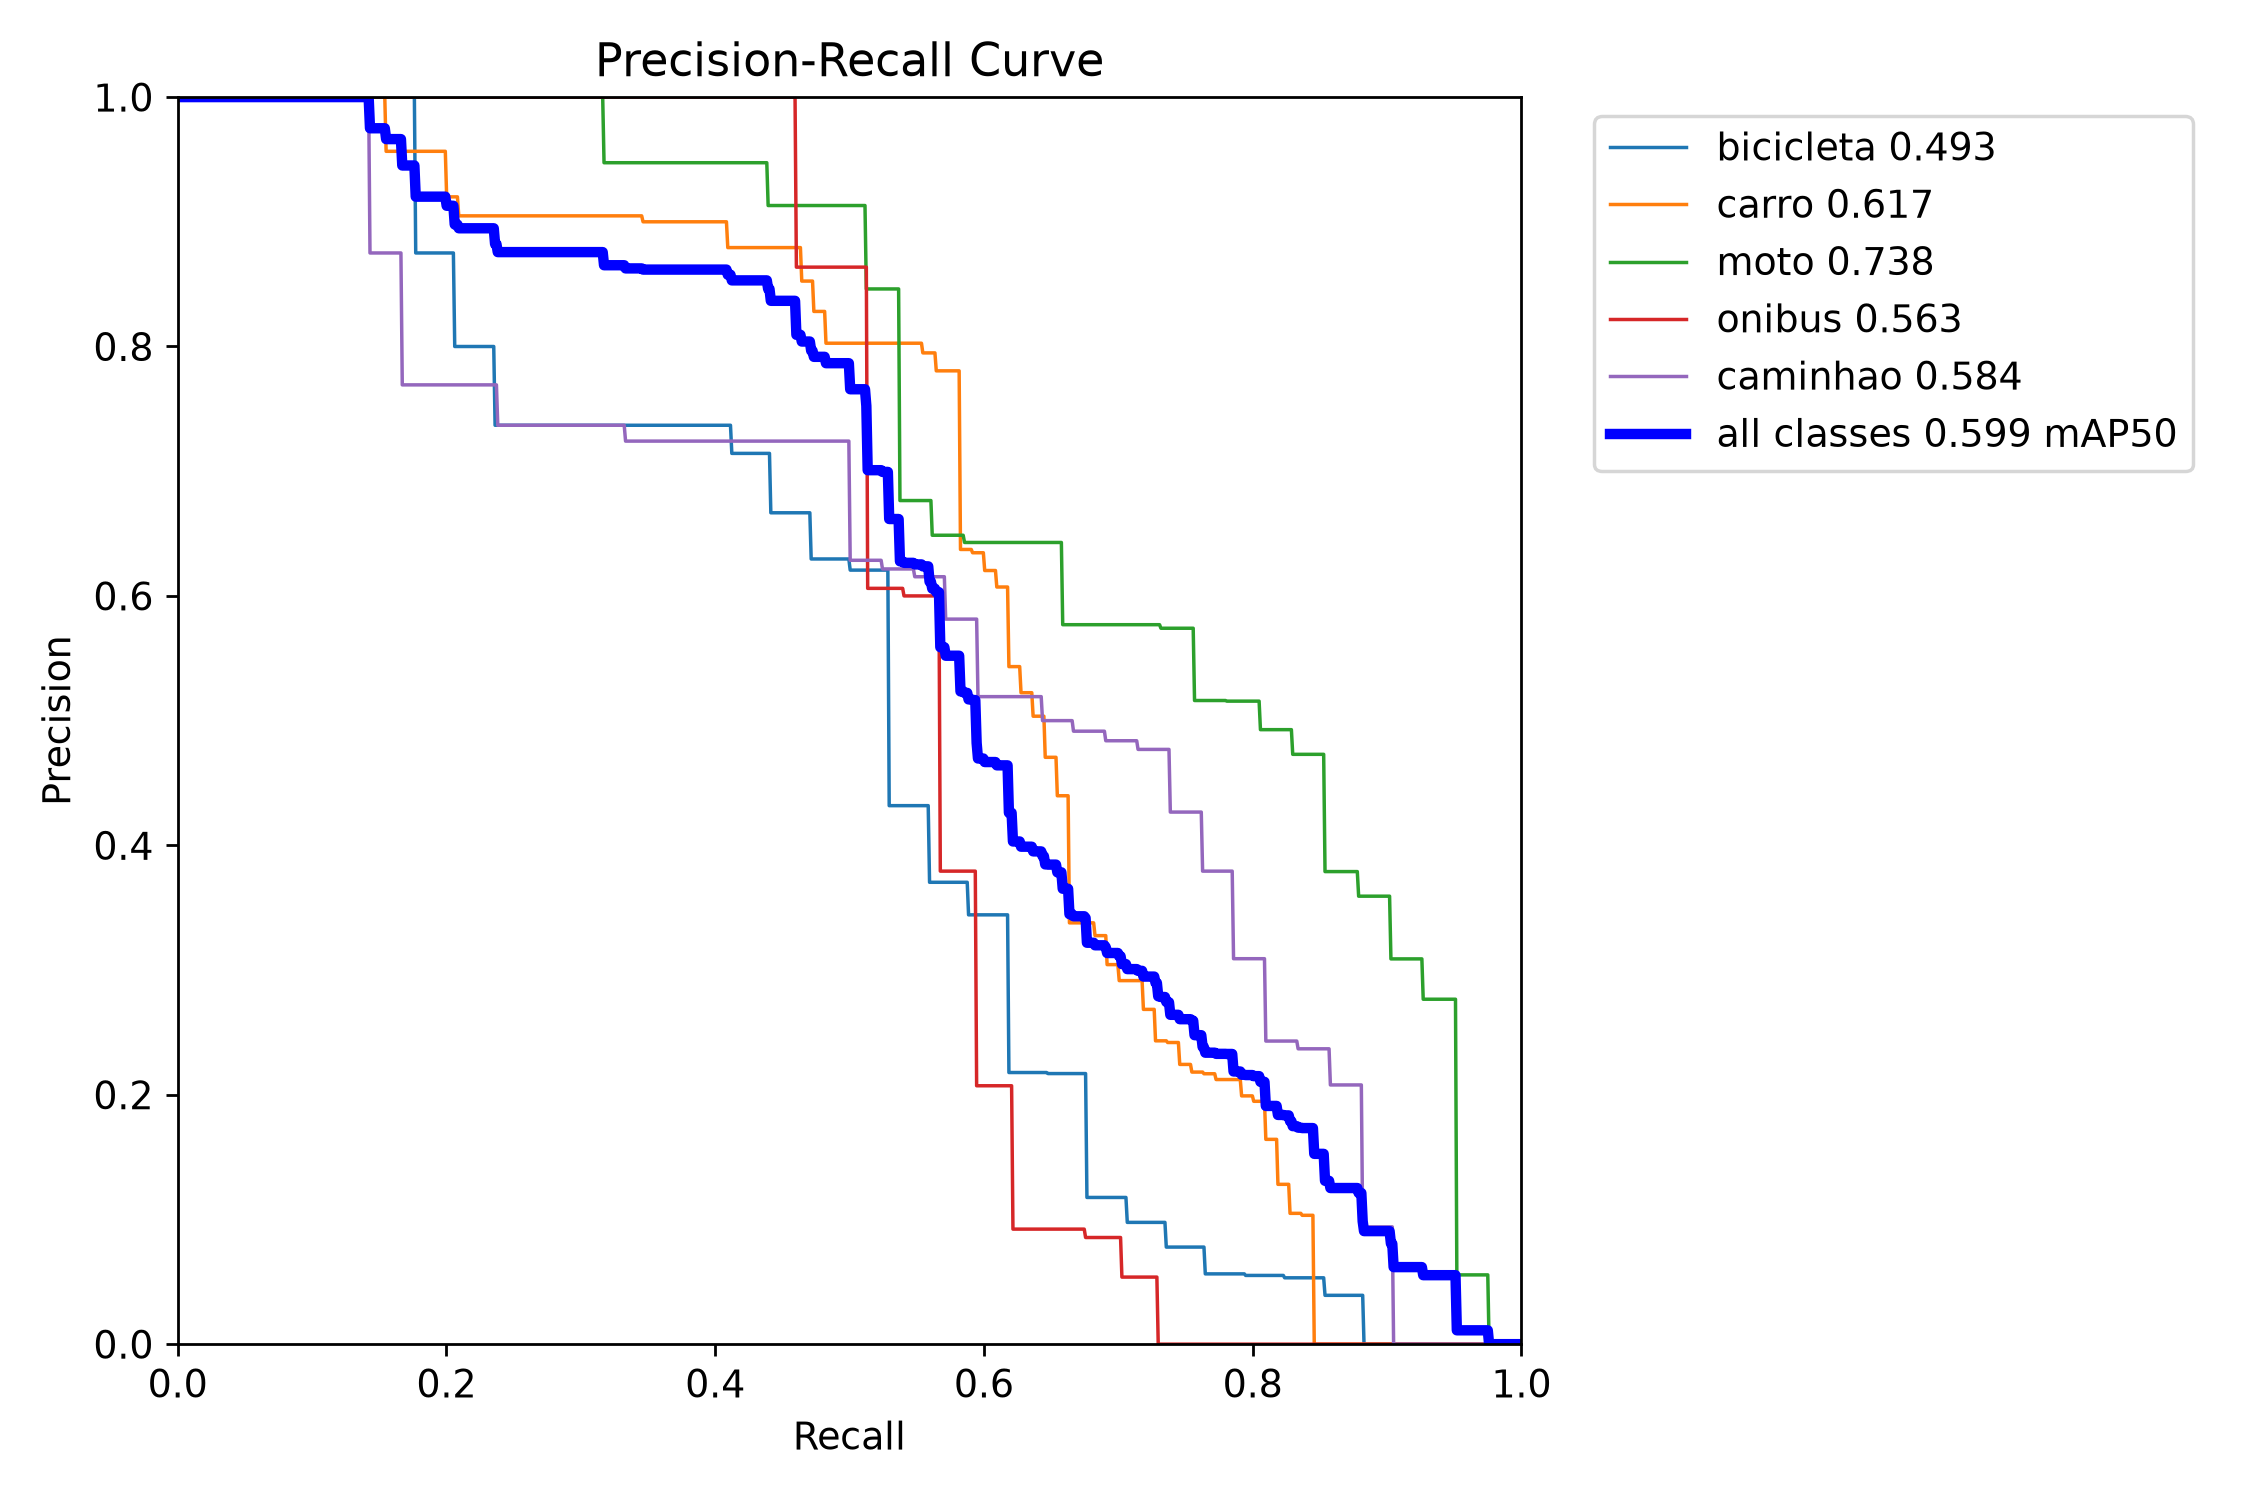 Precision-Recall Curve
1.0
0.8
0.6
0.4
0.2
0.0
Precision
0.0 0.2 0.4 0.6 0.8 1.0
Recall
bicicleta 0.493
carro 0.617
moto 0.738
onibus 0.563
caminhao 0.584
all classes 0.599 mAP50